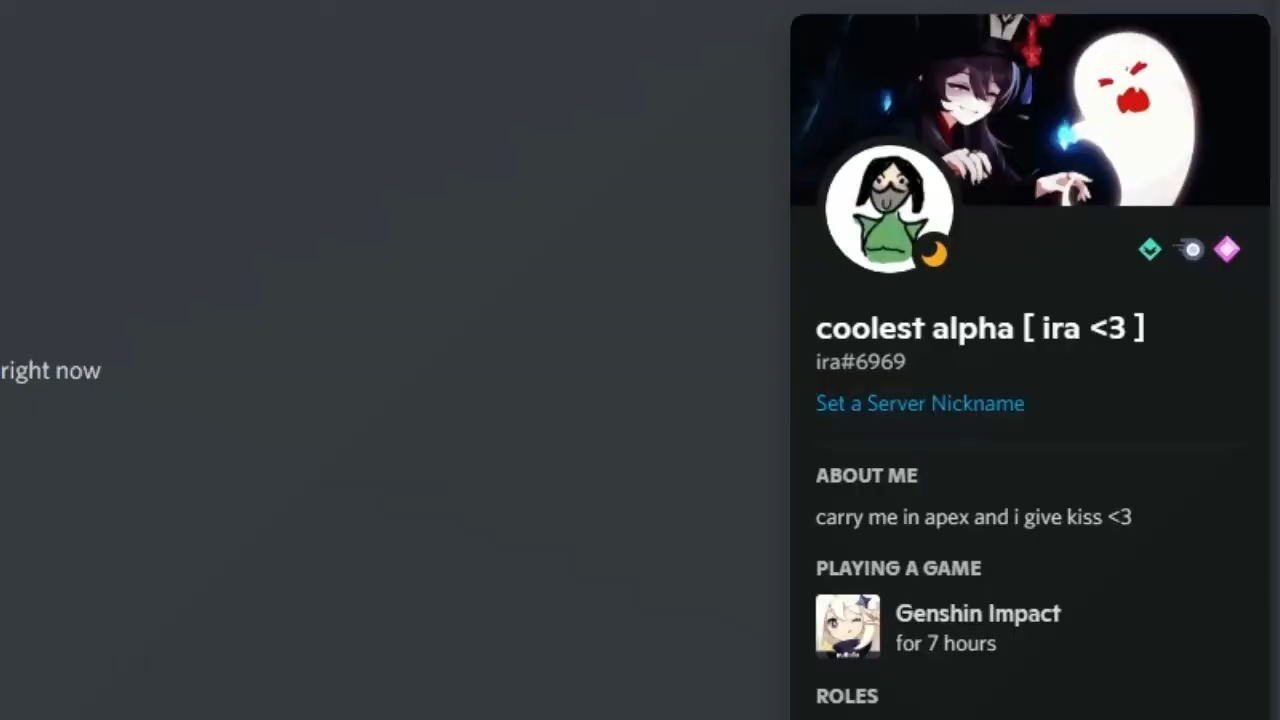 right now
coolest alpha [ ira <3 ]
ira#6969
Set a Server Nickname
ABOUT ME
carry me in apex and i give kiss <3
PLAYING A GAME
Genshin Impact
for 7 hours
ROLES